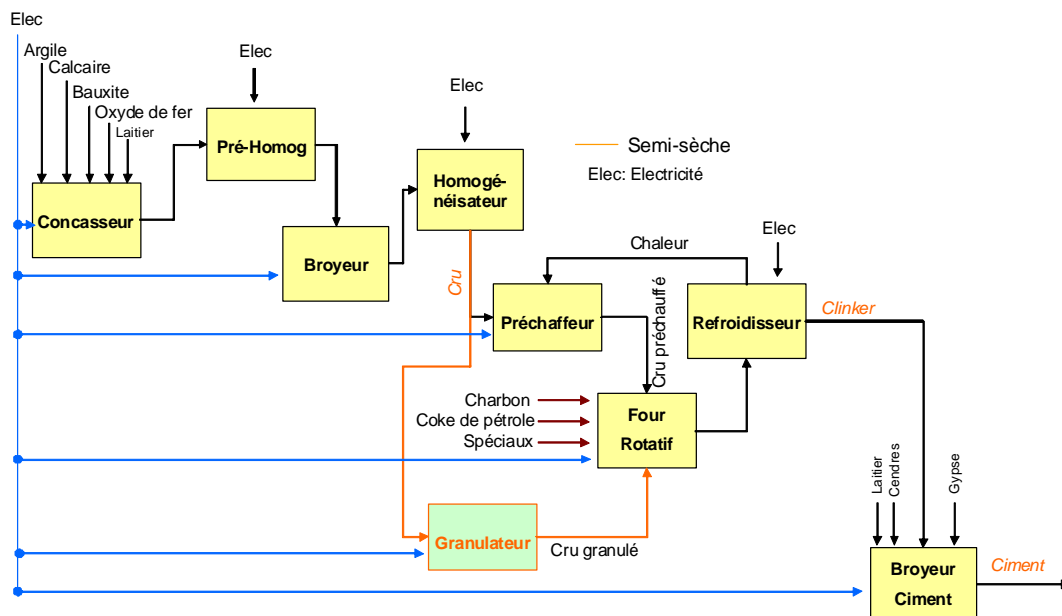 Elec
Argile
Calcaire
Bauxite
Oxyde de fer
Laitier
Elec
Elec
Semi-sèche
Elec: Electricité
Pré-Homog
Homogé-
néisateur
Concasseur
Broyeur
Elec
Chaleur
Cru
Préchaffeur
Cru préchauffé
Refroidisseur
Clinker
Charbon
Coke de pétrole
Spéciaux
Four
Rotatif
Granulateur
Cru granulé
Laitier
Cendres
Gypse
Broyeur
Ciment
Ciment